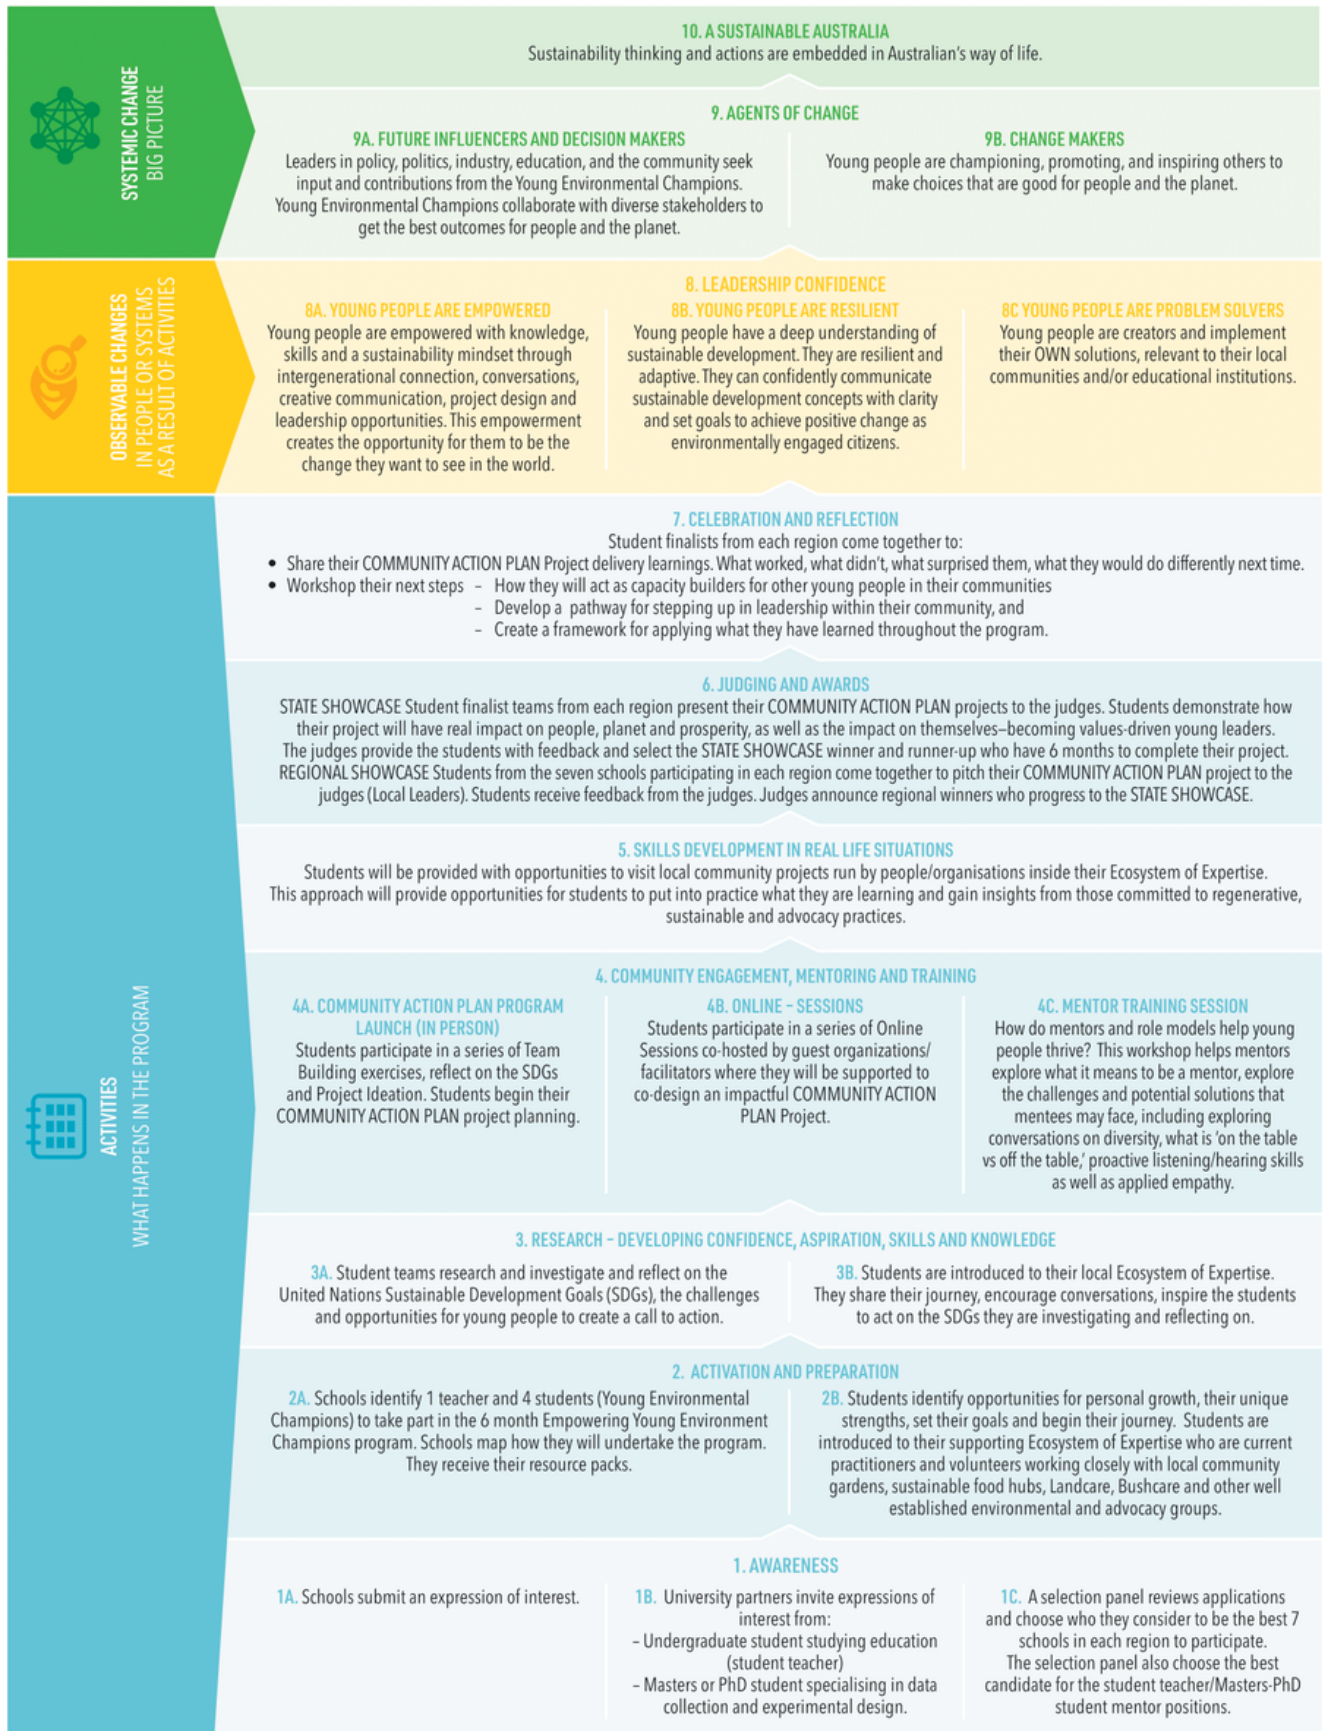 SYSTEMIC CHANGE
BIG PICTURE
10. A SUSTAINABLE AUSTRALIA
Sustainability thinking and actions are embedded in Australian's way of life.
9. AGENTS OF CHANGE
9A. FUTURE INFLUENCERS AND DECISION MAKERS
Leaders in policy, politics, industry, education, and the community seek
input and contributions from the Young Environmental Champions.
Young Environmental Champions collaborate with diverse stakeholders to
get the best outcomes for people and the planet.
9B. CHANGE MAKERS
Young people are championing, promoting, and inspiring others to
make choices that are good for people and the planet.
OBSERVABLE CHANGES
IN PEOPLE OR SYSTEMS
AS A RESULT OF ACTIVITIES
8. LEADERSHIP CONFIDENCE
8A. YOUNG PEOPLE ARE EMPOWERED
Young people are empowered with knowledge,
skills and a sustainability mindset through
intergenerational connection, conversations,
creative communication, project design and
leadership opportunities. This empowerment
creates the opportunity for them to be the
change they want to see in the world.
8B. YOUNG PEOPLE ARE RESILIENT
Young people have a deep understanding of
sustainable development. They are resilient and
adaptive. They can confidently communicate
sustainable development concepts with clarity
and set goals to achieve positive change as
environmentally engaged citizens.
8C YOUNG PEOPLE ARE PROBLEM SOLVERS
Young people are creators and implement
their OWN solutions, relevant to their local
communities and/or educational institutions.
ACTIVITIES
WHAT HAPPENS IN THE PROGRAM
7. CELEBRATION AND REFLECTION
Student finalists from each region come together to:
• Share their COMMUNITY ACTION PLAN Project delivery learnings. What worked, what didn't, what surprised them, what they would do differently next time.
• Workshop their next steps – How they will act as capacity builders for other young people in their communities
– Develop a pathway for stepping up in leadership within their community, and
– Create a framework for applying what they have learned throughout the program.
6. JUDGING AND AWARDS
STATE SHOWCASE Student finalist teams from each region present their COMMUNITY ACTION PLAN projects to the judges. Students demonstrate how
their project will have real impact on people, planet and prosperity, as well as the impact on themselves–becoming values-driven young leaders.
The judges provide the students with feedback and select the STATE SHOWCASE winner and runner-up who have 6 months to complete their project.
REGIONAL SHOWCASE Students from the seven schools participating in each region come together to pitch their COMMUNITY ACTION PLAN project to the
judges (Local Leaders). Students receive feedback from the judges. Judges announce regional winners who progress to the STATE SHOWCASE.
5. SKILLS DEVELOPMENT IN REAL LIFE SITUATIONS
Students will be provided with opportunities to visit local community projects run by people/organisations inside their Ecosystem of Expertise.
This approach will provide opportunities for students to put into practice what they are learning and gain insights from those committed to regenerative,
sustainable and advocacy practices.
4. COMMUNITY ENGAGEMENT, MENTORING AND TRAINING
4A. COMMUNITY ACTION PLAN PROGRAM
LAUNCH (IN PERSON)
Students participate in a series of Team
Building exercises, reflect on the SDGs
and Project Ideation. Students begin their
COMMUNITY ACTION PLAN project planning.
4B. ONLINE – SESSIONS
Students participate in a series of Online
Sessions co-hosted by guest organizations/
facilitators where they will be supported to
co-design an impactful COMMUNITY ACTION
PLAN Project.
4C. MENTOR TRAINING SESSION
How do mentors and role models help young
people thrive? This workshop helps mentors
explore what it means to be a mentor, explore
the challenges and potential solutions that
mentees may face, including exploring
conversations on diversity, what is 'on the table
vs off the table,' proactive listening/hearing skills
as well as applied empathy.
3. RESEARCH – DEVELOPING CONFIDENCE, ASPIRATION, SKILLS AND KNOWLEDGE
3A. Student teams research and investigate and reflect on the
United Nations Sustainable Development Goals (SDGs), the challenges
and opportunities for young people to create a call to action.
3B. Students are introduced to their local Ecosystem of Expertise.
They share their journey, encourage conversations, inspire the students
to act on the SDGs they are investigating and reflecting on.
2. ACTIVATION AND PREPARATION
2A. Schools identify 1 teacher and 4 students (Young Environmental
Champions) to take part in the 6 month Empowering Young Environment
Champions program. Schools map how they will undertake the program.
They receive their resource packs.
2B. Students identify opportunities for personal growth, their unique
strengths, set their goals and begin their journey. Students are
introduced to their supporting Ecosystem of Expertise who are current
practitioners and volunteers working closely with local community
gardens, sustainable food hubs, Landcare, Bushcare and other well
established environmental and advocacy groups.
1. AWARENESS
1A. Schools submit an expression of interest.
1B. University partners invite expressions of
interest from:
– Undergraduate student studying education
(student teacher)
– Masters or PhD student specialising in data
collection and experimental design.
1C. A selection panel reviews applications
and choose who they consider to be the best 7
schools in each region to participate.
The selection panel also choose the best
candidate for the student teacher/Masters-PhD
student mentor positions.